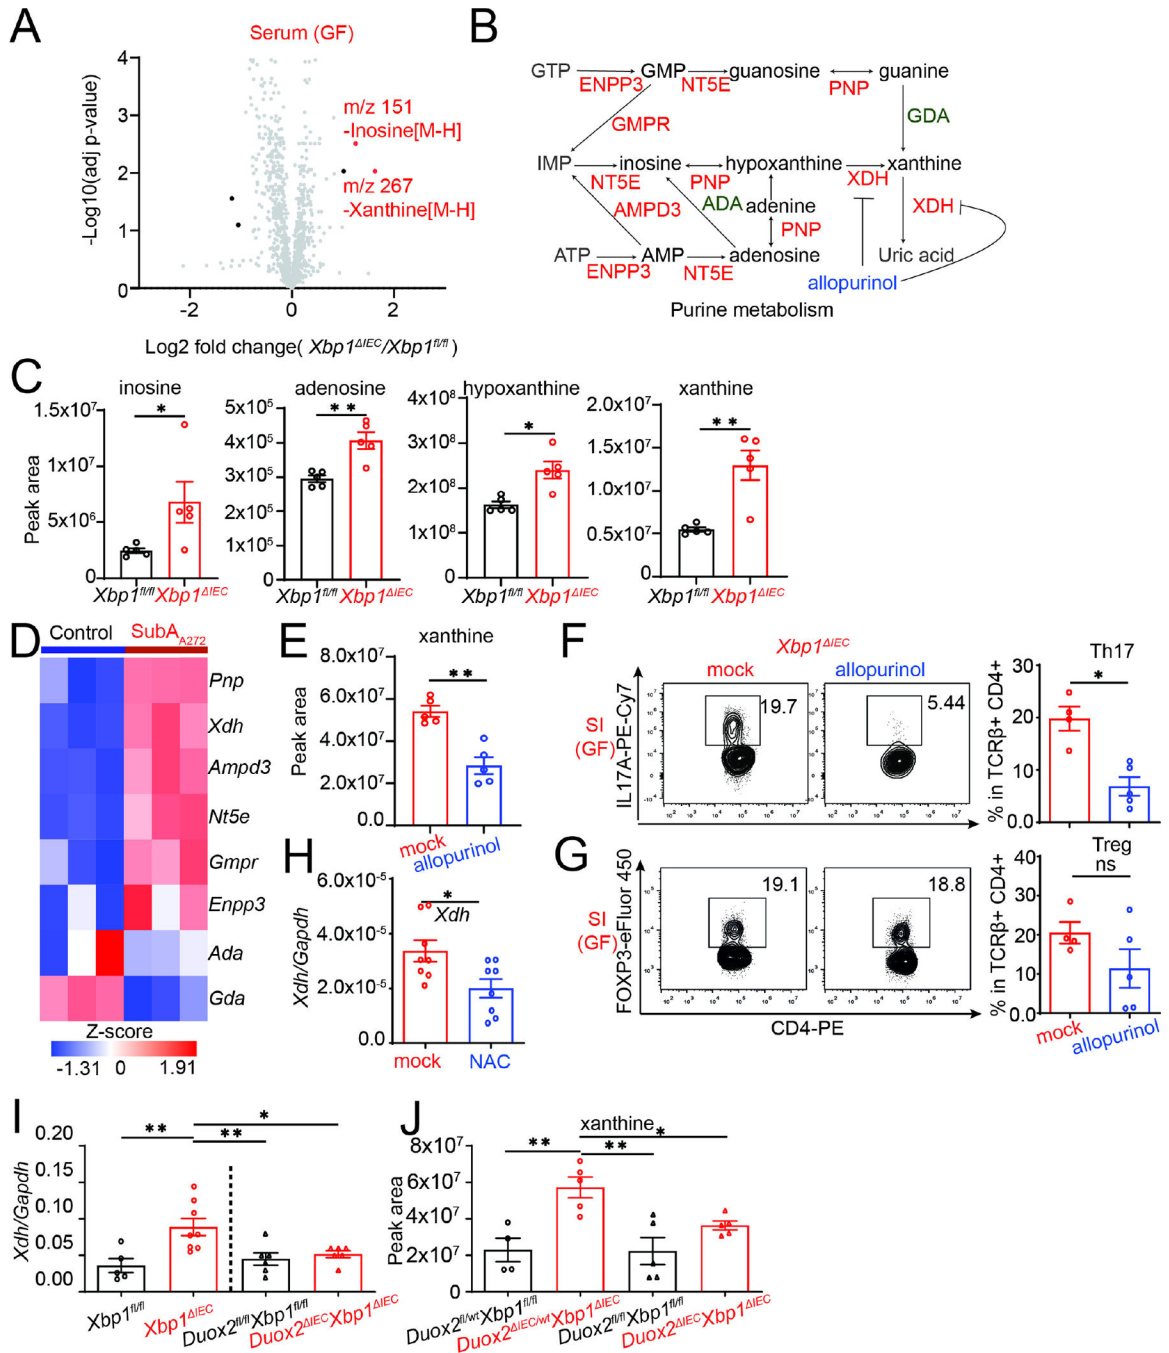 A
Serum (GF)
-Log10(adj p-value)
4
3
2
1
0
m/z 151
-Inosine[M-H]
m/z 267
-Xanthine[M-H]
-2
0
2
Log2 fold change( Xbp1ΔIEC/Xbp1fl/fl )
B
GTP
GMP
guanosine
guanine
ENPP3
NT5E
PNP
GMPR
GDA
IMP
inosine
hypoxanthine
xanthine
NT5E
PNP
XDH
AMPD3
ADA
adenine
XDH
PNP
ATP
AMP
adenosine
Uric acid
ENPP3
NT5E
allopurinol
Purine metabolism
C
inosine
Peak area
1.5x10⁷
1x10⁷
5x10⁶
0
*
Xbp1fl/fl
Xbp1ΔIEC
adenosine
5x10⁵
4x10⁵
3x10⁵
2x10⁵
1x10⁵
0
**
Xbp1fl/fl
Xbp1ΔIEC
hypoxanthine
4x10⁸
3x10⁸
2x10⁸
1x10⁸
0
*
Xbp1fl/fl
Xbp1ΔIEC
xanthine
2.0x10⁷
1.5x10⁷
1.0x10⁷
0.5x10⁷
0
**
Xbp1fl/fl
Xbp1ΔIEC
D
Control
SubAA272
Pnp
Xdh
Ampd3
Nt5e
Gmpr
Enpp3
Ada
Gda
Z-score
-1.31
0
1.91
E
xanthine
Peak area
8.0x10⁷
6.0x10⁷
4.0x10⁷
2.0x10⁷
0.0
**
mock
allopurinol
F
Xbp1ΔIEC
mock
allopurinol
SI
(GF)
IL17A-PE-Cy7
19.7
5.44
Th17
% in TCRβ+ CD4+
30
20
10
0.0
*
G
SI
(GF)
FOXP3-eFluor 450
19.1
18.8
CD4-PE
Treg
ns
% in TCRβ+ CD4+
40
20
0.0
mock
allopurinol
H
Xdh/Gapdh
6.0x10⁻⁵
4.0x10⁻⁵
2.0x10⁻⁵
0.0
*
Xdh
mock
NAC
I
Xdh/Gapdh
0.20
0.15
0.10
0.05
0.00
**
**
*
Xbp1fl/fl
Xbp1ΔIEC
Duox2fl/flXbp1fl/fl
Duox2ΔIECXbp1ΔIEC
J
xanthine
Peak area
8x10⁷
6x10⁷
4x10⁷
2x10⁷
0
**
**
*
Duox2fl/wtXbp1fl/fl
Duox2ΔIEC/wtXbp1ΔIEC
Duox2fl/flXbp1fl/fl
Duox2ΔIECXbp1ΔIEC